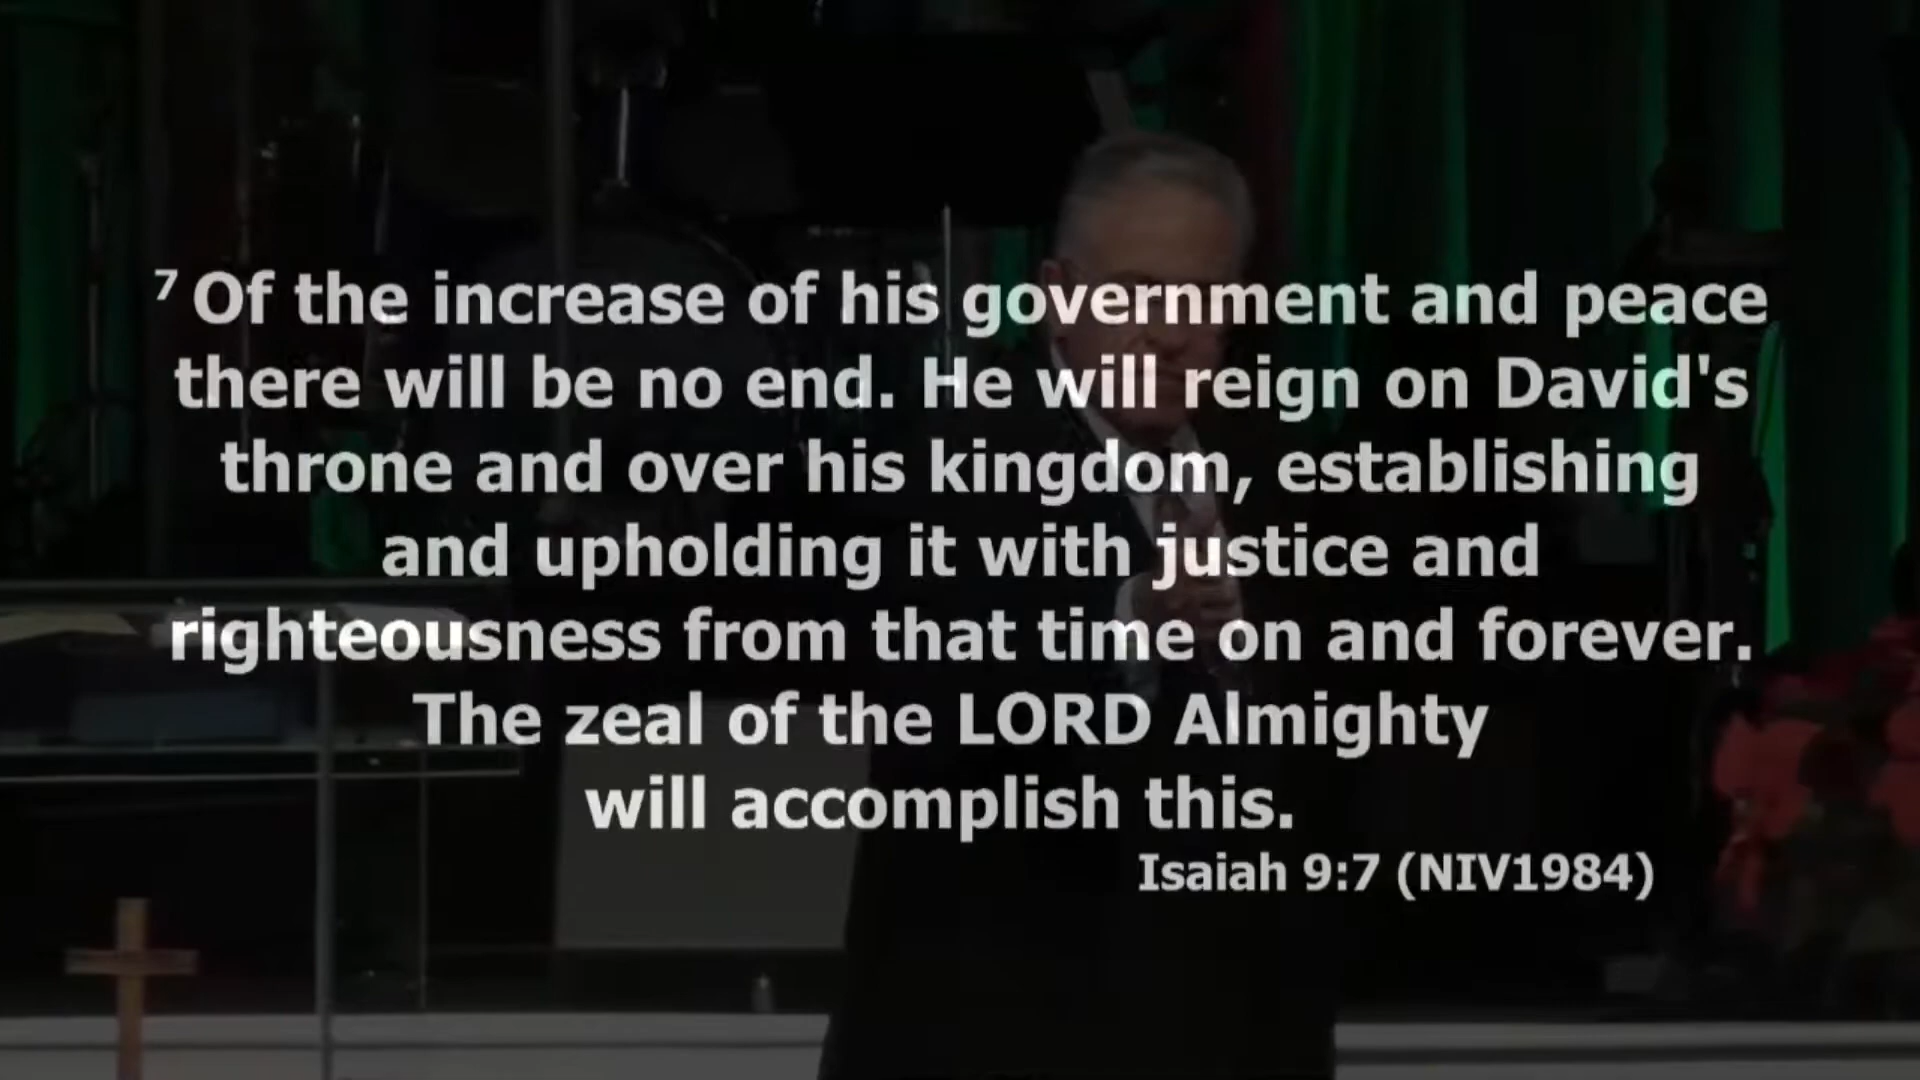 7 Of the increase of his government and peace
there will be no end. He will reign on David's
throne and over his kingdom, establishing
and upholding it with justice and
righteousness from that time on and forever.
The zeal of the LORD Almighty
will accomplish this.
Isaiah 9:7 (NIV1984)